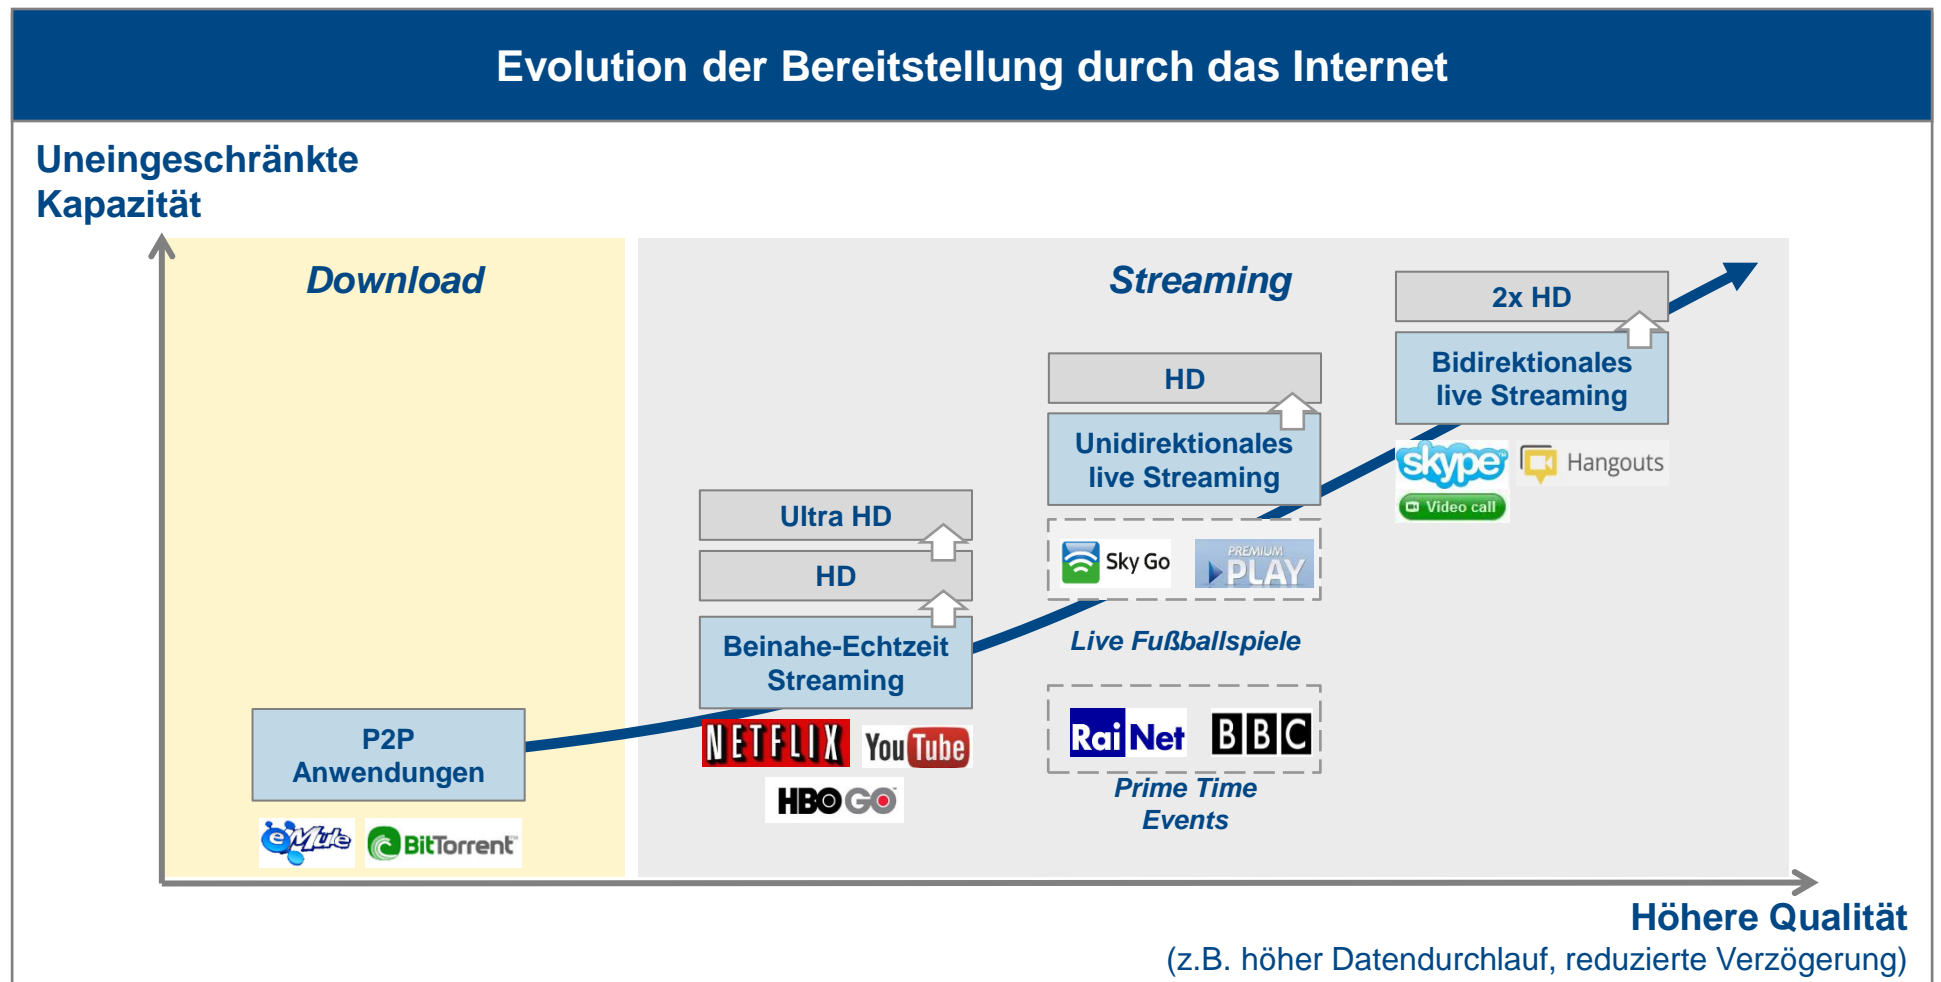 Evolution der Bereitstellung durch das Internet
Uneingeschränkte
Kapazität
Download
P2P
Anwendungen
eMule
BitTorrent™
Streaming
Ultra HD
HD
Beinahe-Echtzeit
Streaming
NETFLIX
YouTube
HBO GO
HD
Unidirektionales
live Streaming
Sky Go
PREMIUM
PLAY
Live Fußballspiele
Rai Net
BBC
Prime Time
Events
2x HD
Bidirektionales
live Streaming
skype™
Hangouts
Video call
Höhere Qualität
(z.B. höher Datendurchlauf, reduzierte Verzögerung)